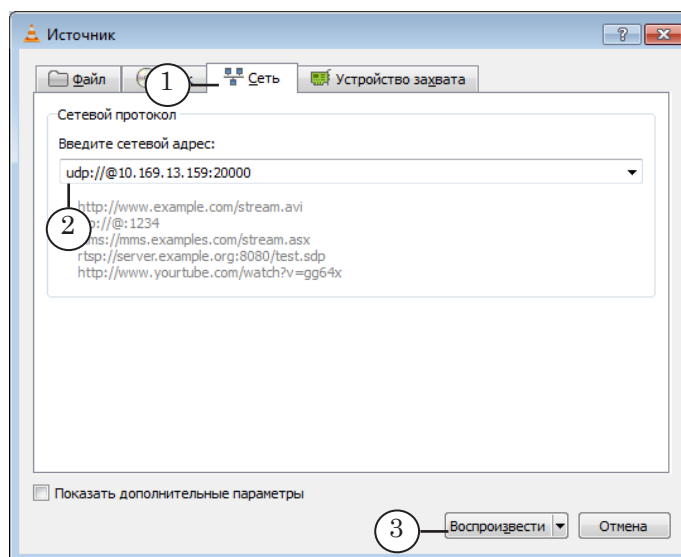 Источник
Файл 1 к Сеть Устройство захвата
Сетевой протокол
Введите сетевой адрес:
udp://@10.169.13.159:20000
http://www.example.com/stream.avi
2 p://@:1234
mms://mms.examples.com/stream.asx
rtsp://server.example.org:8080/test.sdp
http://www.yourtube.com/watch?v=gg64x
Показать дополнительные параметры
3 Воспроизвести Отмена